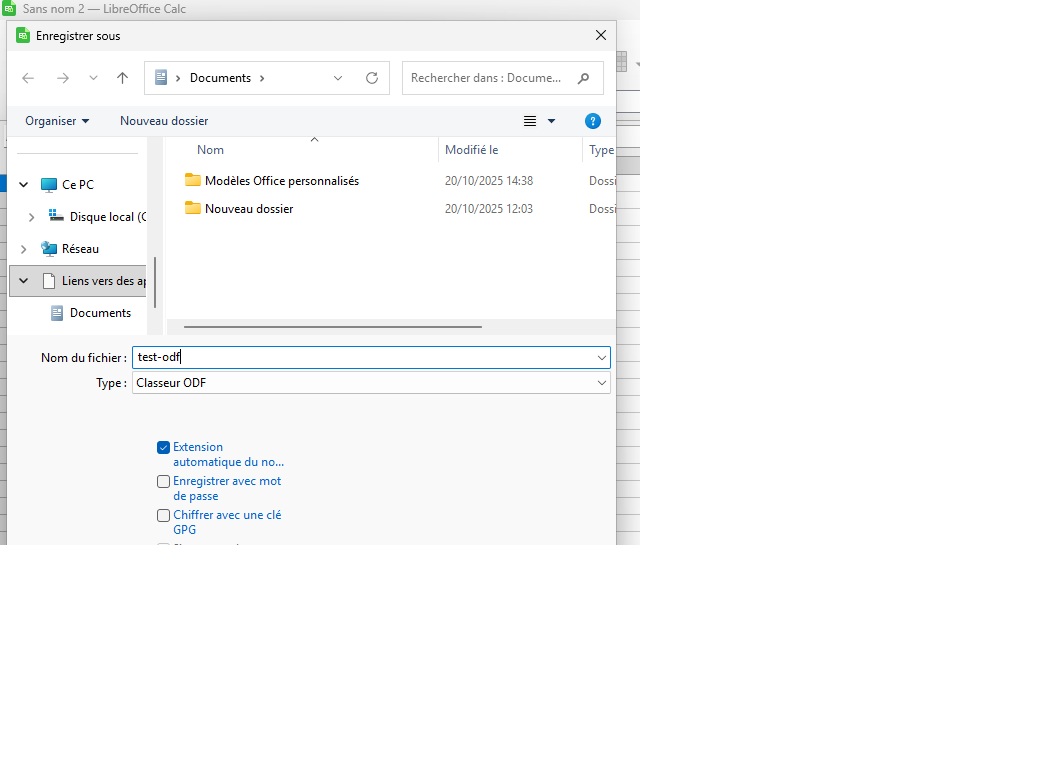 Sans nom 2 — LibreOffice Calc
Enregistrer sous
Documents
Rechercher dans : Docume...
Organiser
Nouveau dossier
?
Nom
Modifié le
Type
Ce PC
Modèles Office personnalisés
20/10/2025 14:38
Dossi
Disque local (C
Nouveau dossier
20/10/2025 12:03
Dossi
Réseau
Liens vers des ap
Documents
Nom du fichier :
test-odf
Type :
Classeur ODF
Extension
automatique du no...
Enregistrer avec mot
de passe
Chiffrer avec une clé
GPG